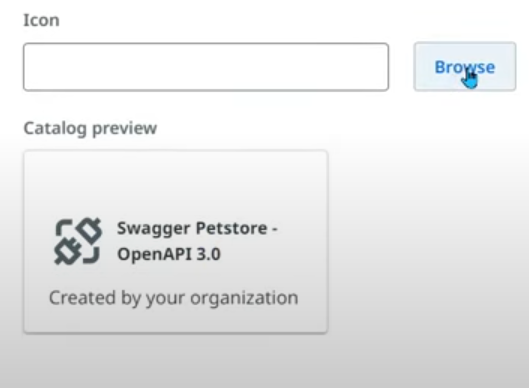 Icon
Browse
Catalog preview
Swagger Petstore -
OpenAPI 3.0
Created by your organization